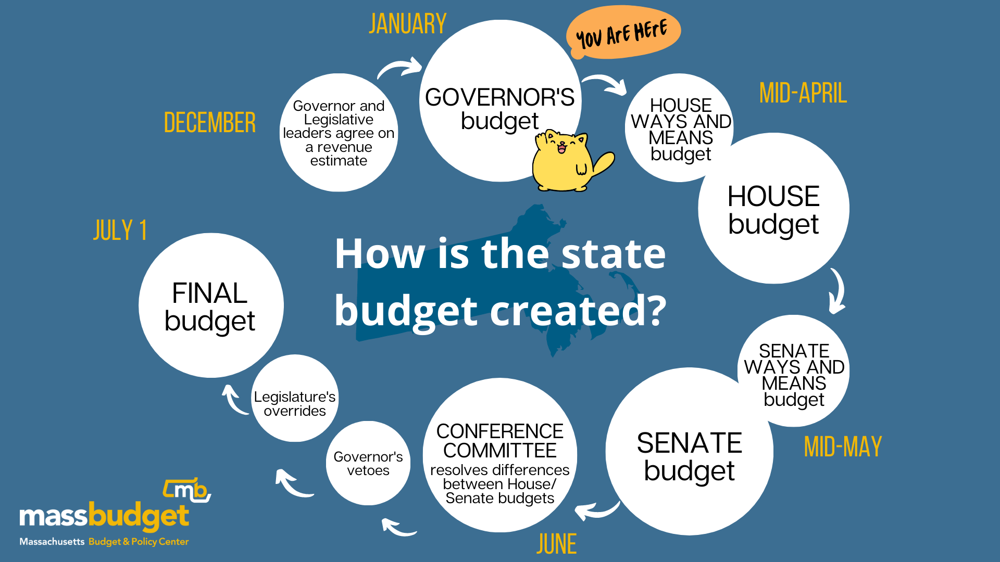 How is the state
budget created?
DECEMBER
Governor and
Legislative
leaders agree on
a revenue
estimate
JANUARY
GOVERNOR'S
budget
YOU ArE HErE
MID-APRIL
HOUSE
WAYS AND
MEANS
budget
HOUSE
budget
SENATE
WAYS AND
MEANS
budget
MID-MAY
SENATE
budget
JUNE
CONFERENCE
COMMITTEE
resolves differences
between House/
Senate budgets
Governor's
vetoes
Legislature's
overrides
JULY 1
FINAL
budget
mb
massbudget
Massachusetts Budget & Policy Center